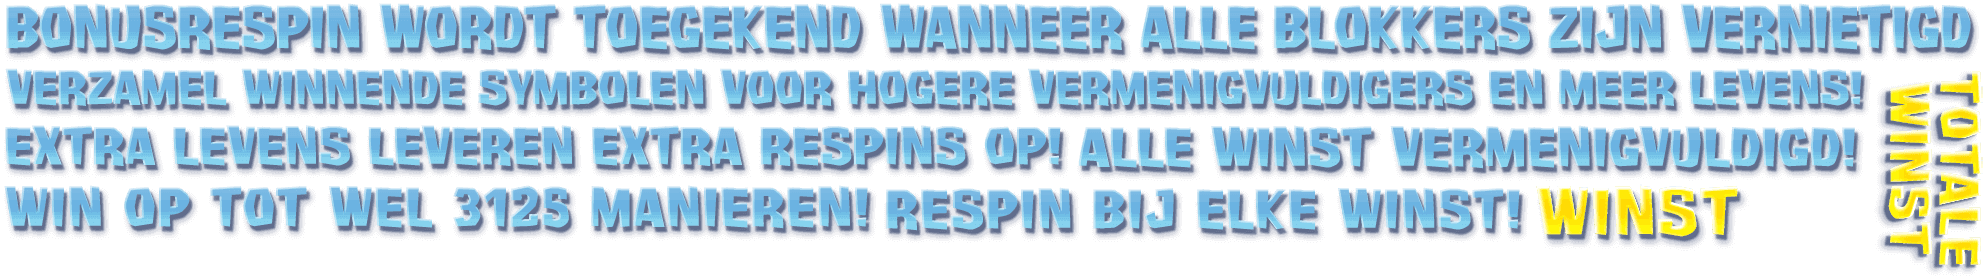 BONUSRESPIN WORDT TOEGEKEND WANNEER ALLE BLOKKERS ZIJN VERNIETIGD
VERZAMEL WINNENDE SYMBOLEN VOOR HOGERE VERMENIGVULDIGERS EN MEER LEVENS!
EXTRA LEVENS LEVEREN EXTRA RESPINS OP! ALLE WINST VERMENIGVULDIGD!
WIN OP TOT WEL 3125 MANIEREN! RESPIN BIJ ELKE WINST! WINST
TOTALE
WINST